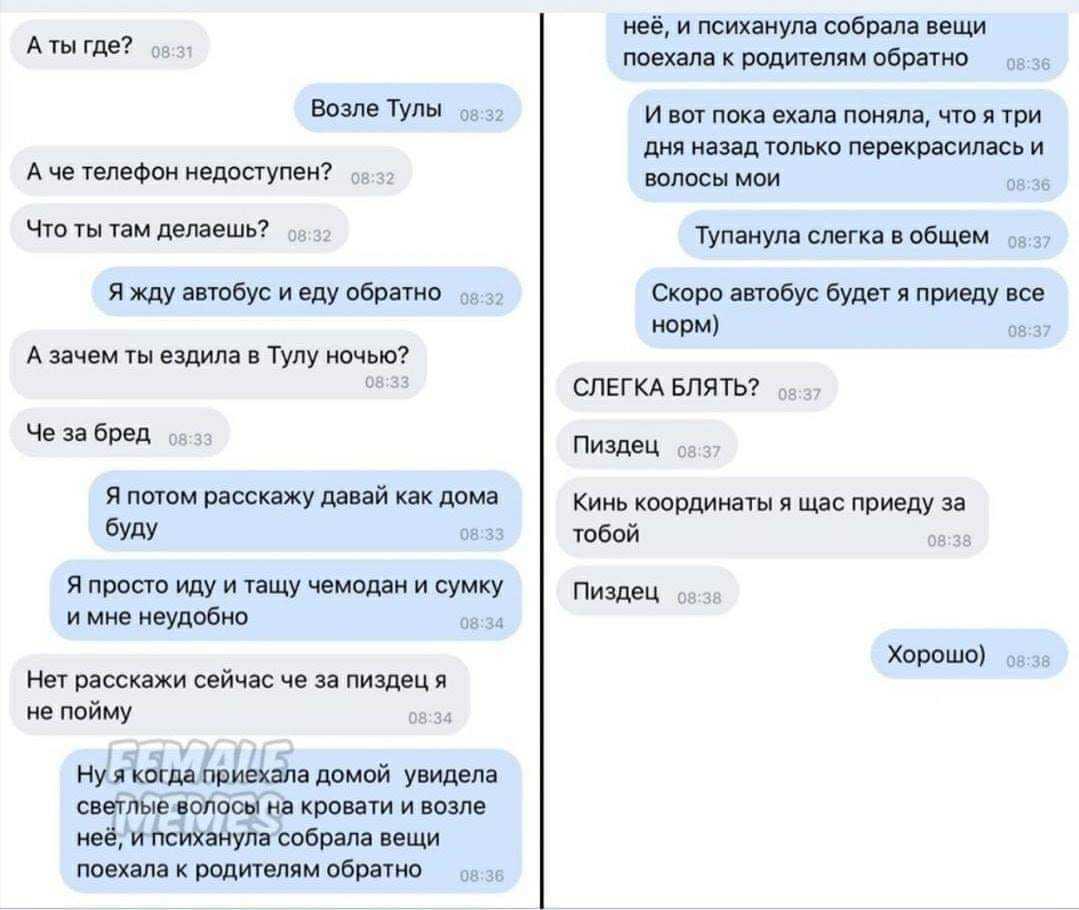 А ты где? 08:31
Возле Тулы 08:32
А че телефон недоступен? 08:32
Что ты там делаешь? 08:32
Я жду автобус и еду обратно 08:32
А зачем ты ездила в Тулу ночью?
08:33
Че за бред 08:33
Я потом расскажу давай как дома
буду 08:33
Я просто иду и тащу чемодан и сумку
и мне неудобно 08:34
Нет расскажи сейчас че за пиздец я
не пойму 08:34
FEMALE
MEMES
Ну я когда приехала домой увидела
светлые волосы на кровати и возле
неё, и психанула собрала вещи
поехала к родителям обратно 08:36
неё, и психанула собрала вещи
поехала к родителям обратно 08:36
И вот пока ехала поняла, что я три
дня назад только перекрасилась и
волосы мои 08:36
Тупанула слегка в общем 08:37
Скоро автобус будет я приеду все
норм) 08:37
СЛЕГКА БЛЯТЬ? 08:37
Пиздец 08:37
Кинь координаты я щас приеду за
тобой 08:38
Пиздец 08:38
Хорошо) 08:38